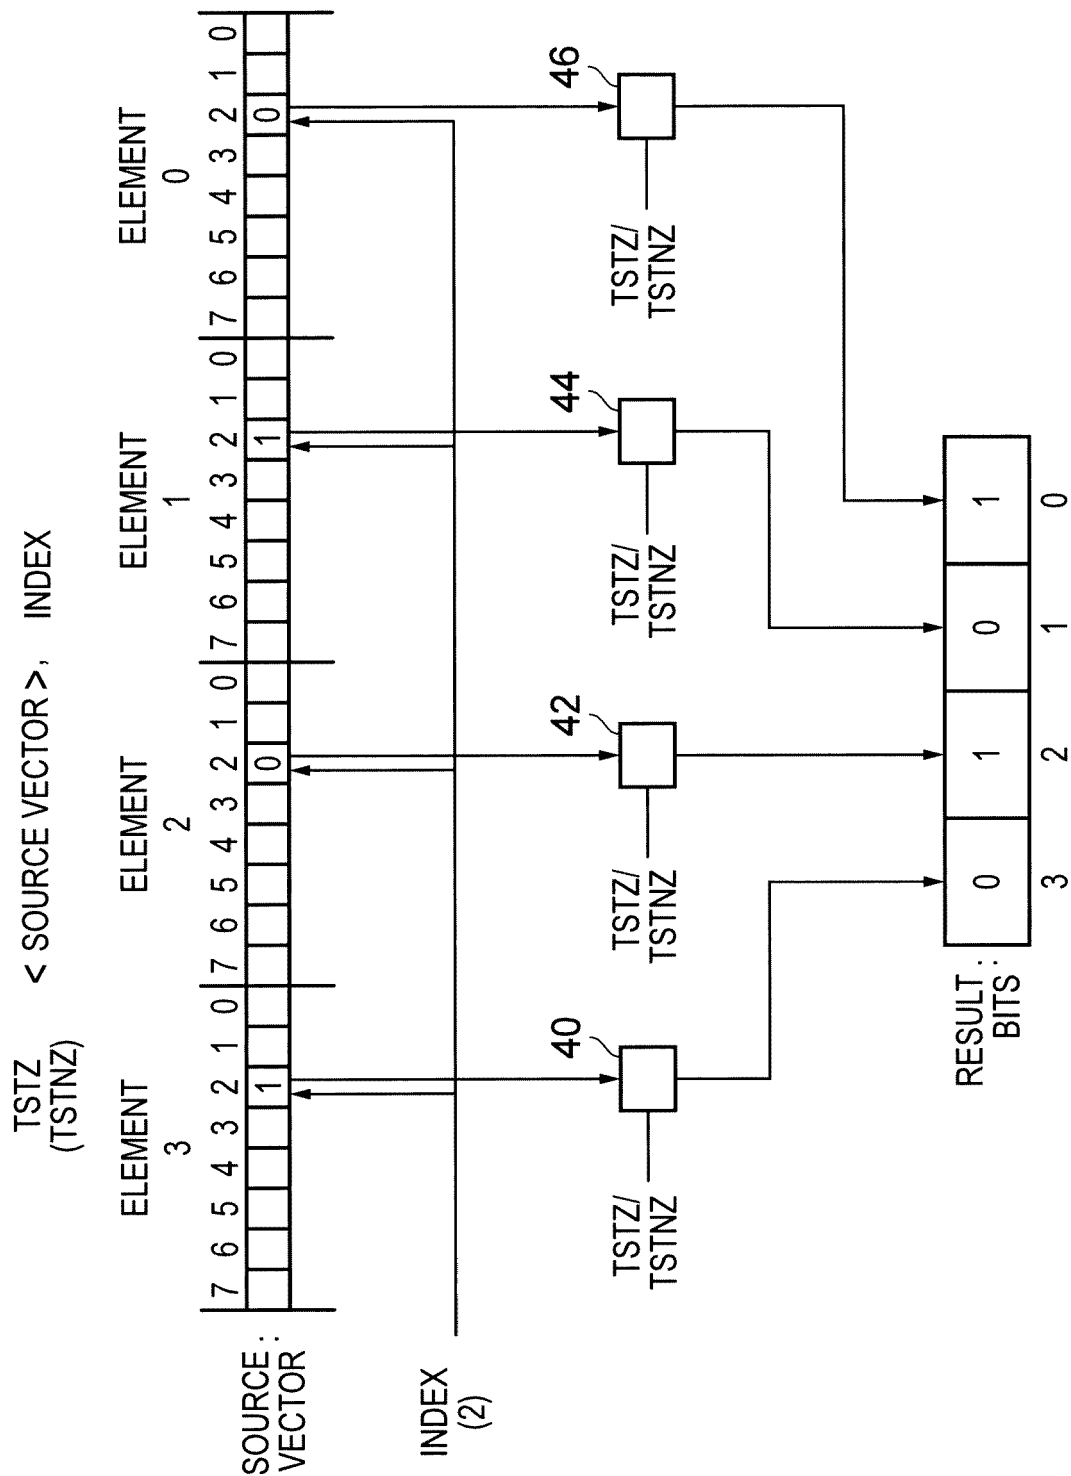 TSTZ < SOURCE VECTOR >, INDEX
(TSTNZ)
ELEMENT 3 ELEMENT 2 ELEMENT 1 ELEMENT 0
7 6 5 4 3 2 1 0 7 6 5 4 3 2 1 0 7 6 5 4 3 2 1 0 7 6 5 4 3 2 1 0
SOURCE : VECTOR
1 0 1 0
INDEX
(2)
40 42 44 46
TSTZ/ TSTZ/ TSTZ/ TSTZ/
TSTNZ TSTNZ TSTNZ TSTNZ
RESULT : BITS :
0 1 0 1
3 2 1 0